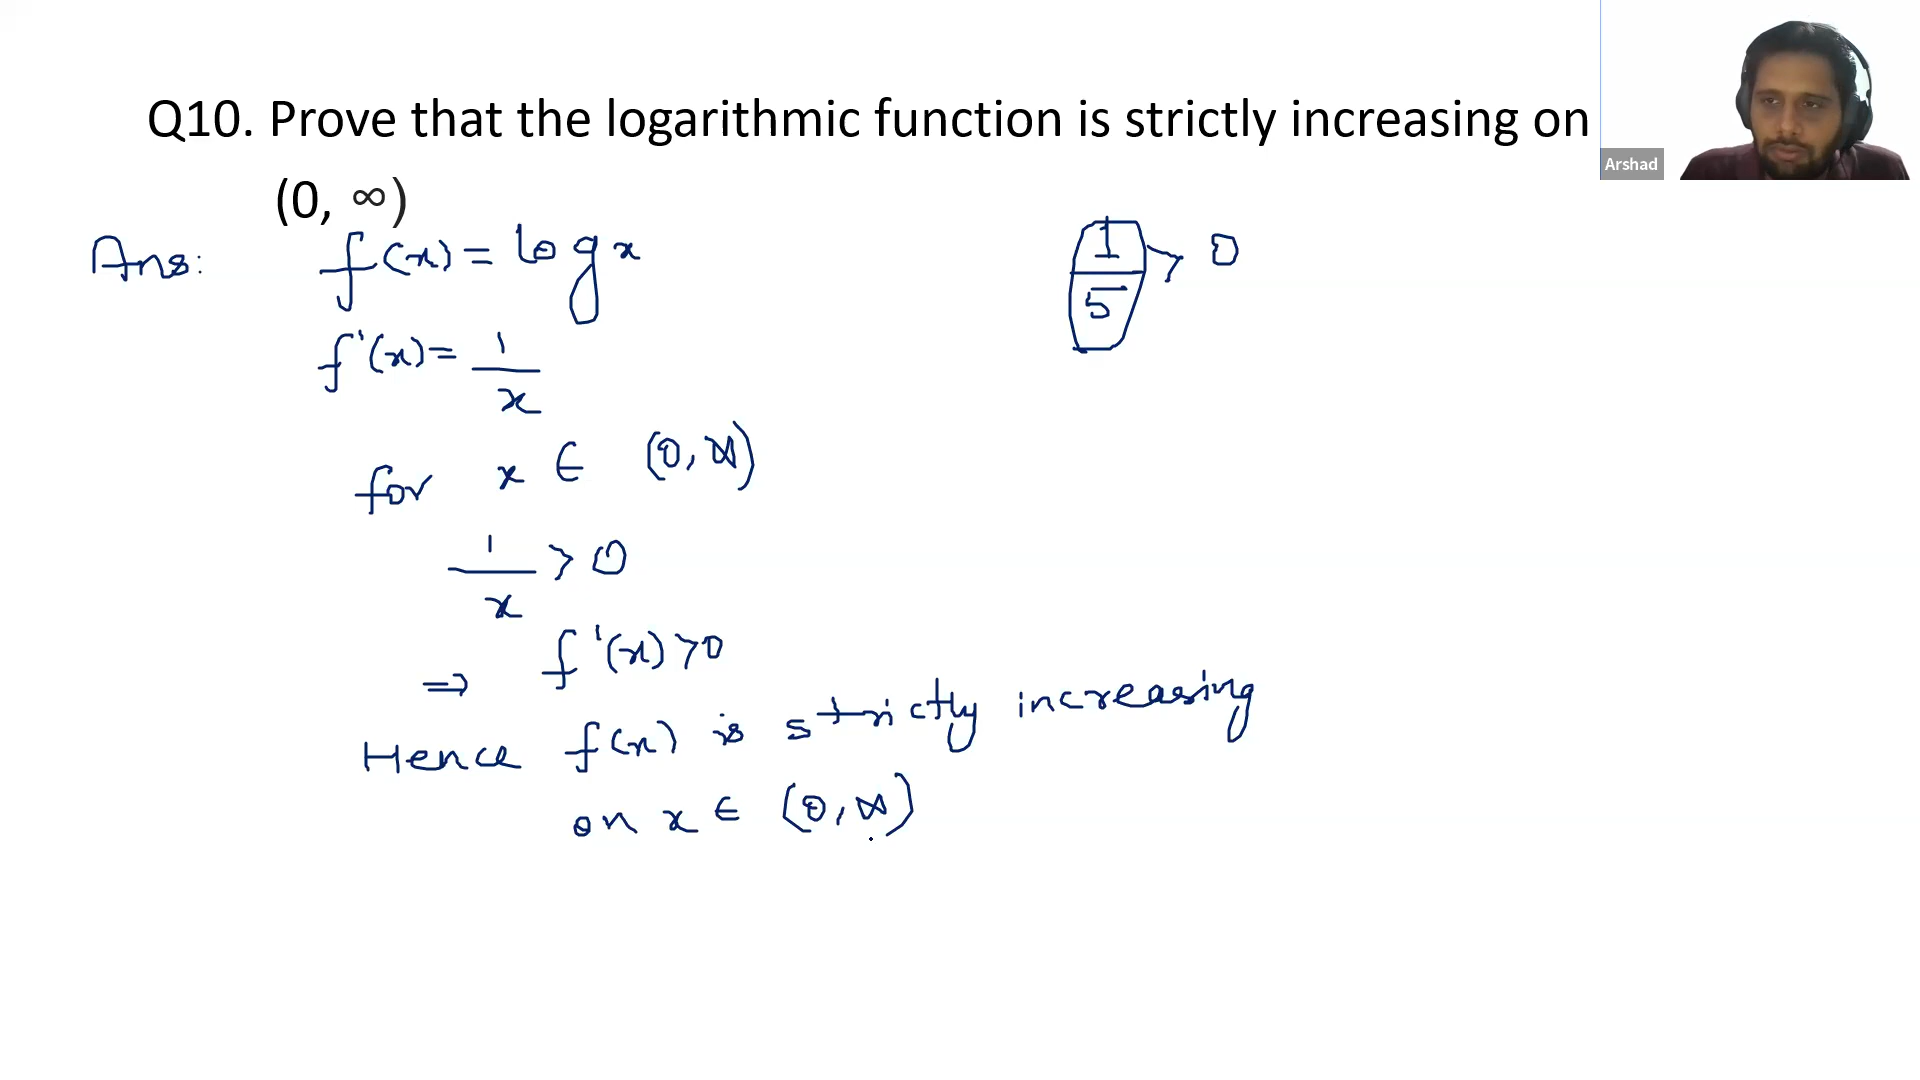 Q10. Prove that the logarithmic function is strictly increasing on
(0, ∞)
Arshad
Ans: f(x) = log x
1/5 > 0
f'(x) = 1/x
for x ∈ (0, ∞)
1/x > 0
⇒ f'(x) > 0
Hence f(x) is strictly increasing
on x ∈ (0, ∞)